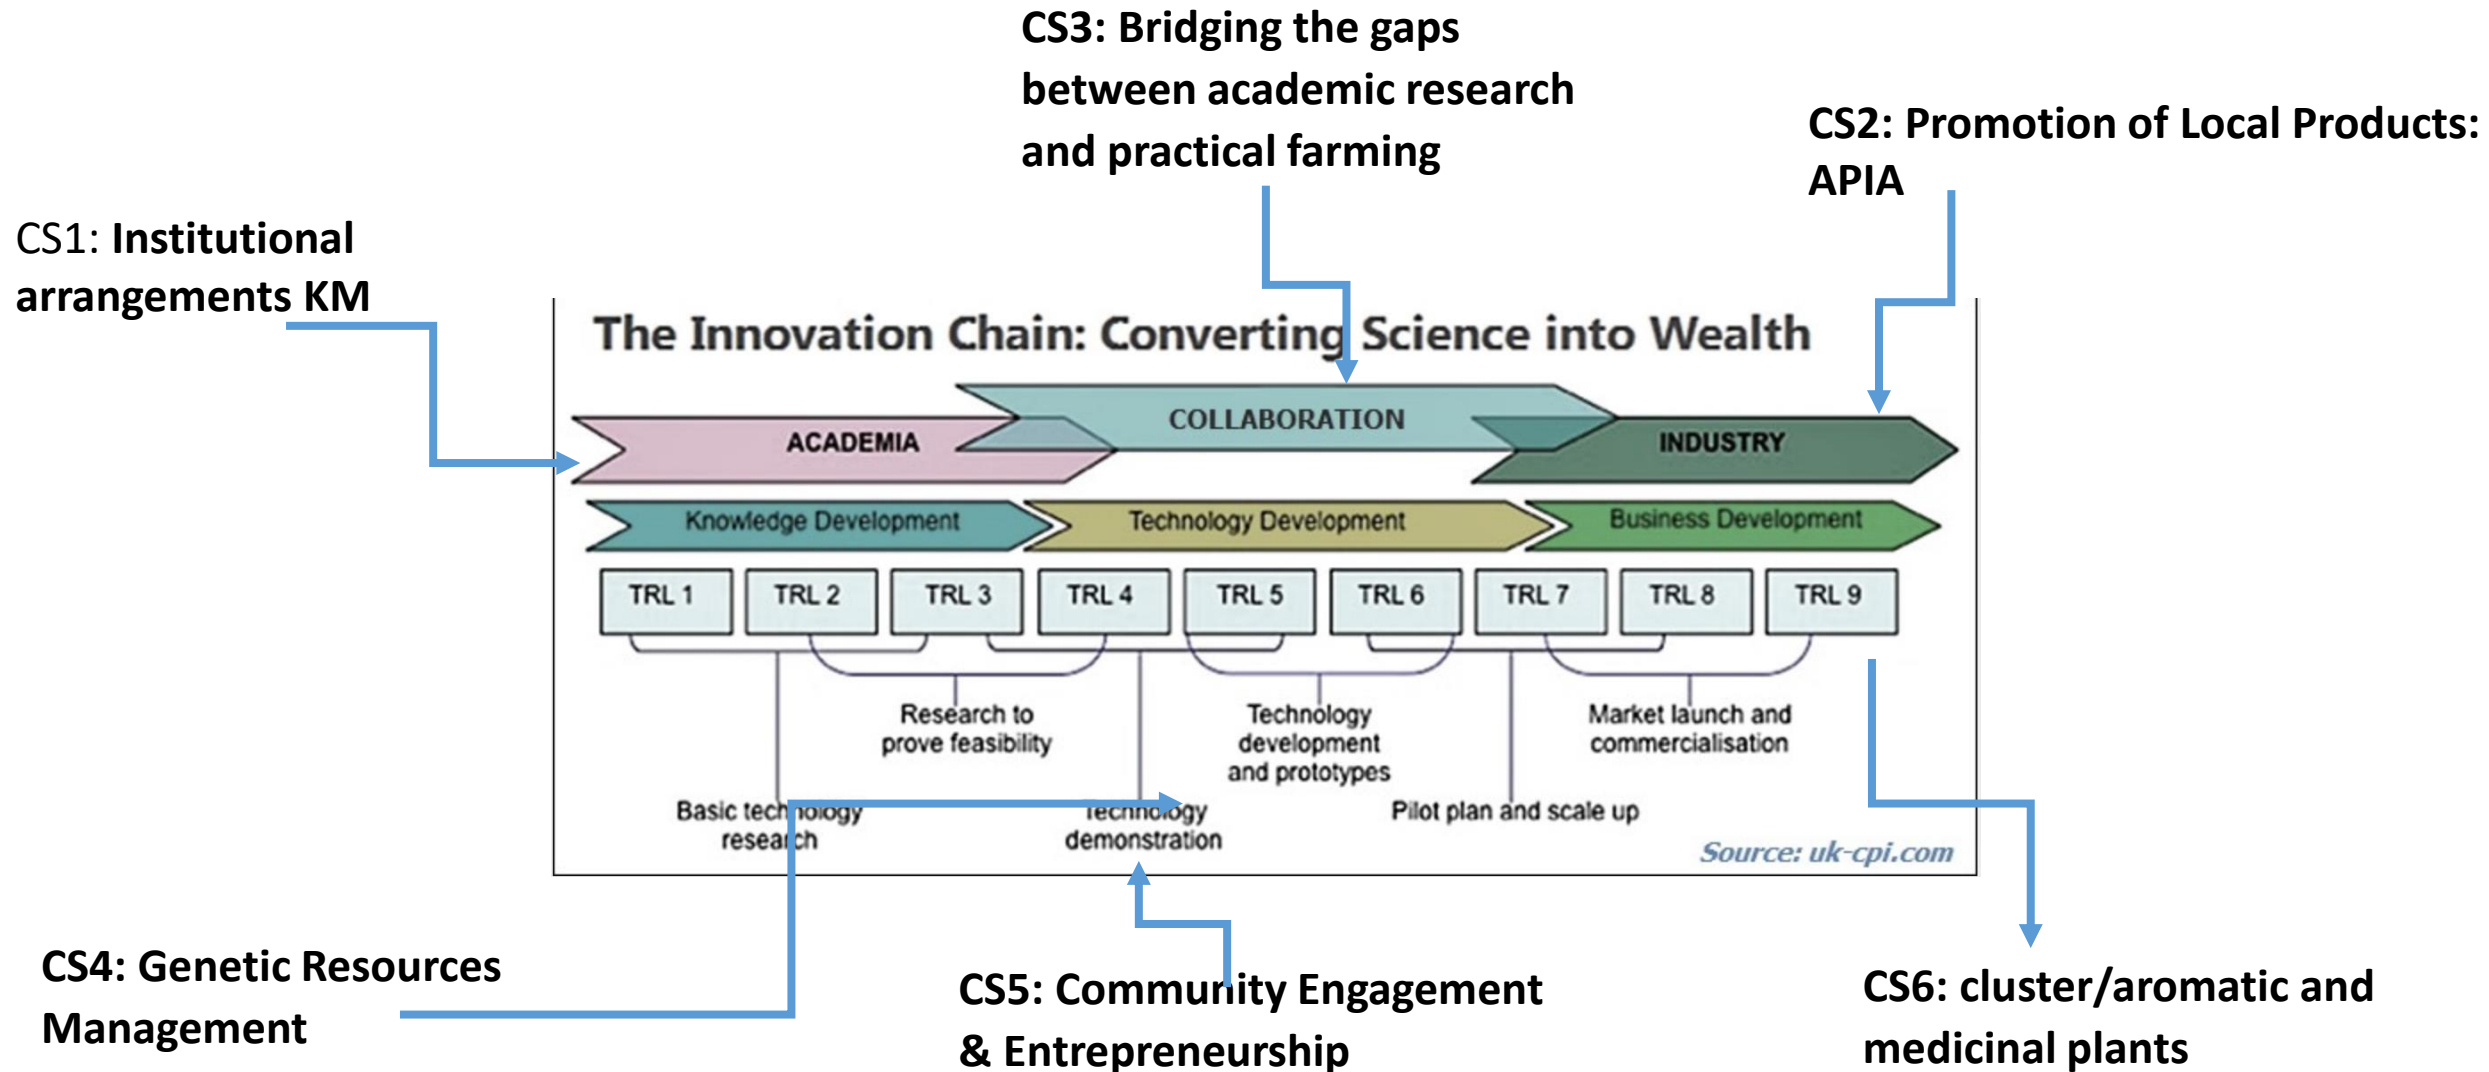 CS3: Bridging the gaps
between academic research
and practical farming
CS2: Promotion of Local Products:
APIA
CS1: Institutional
arrangements KM
The Innovation Chain: Converting Science into Wealth
COLLABORATION
ACADEMIA
INDUSTRY
Knowledge Development
Technology Development
Business Development
TRL 1
TRL 2
TRL 3
TRL 4
TRL 5
TRL 6
TRL 7
TRL 8
TRL 9
Research to
prove feasibility
Technology
development
and prototypes
Market launch and
commercialisation
Basic technology
research
Technology
demonstration
Pilot plan and scale up
Source: uk-cpi.com
CS4: Genetic Resources
Management
CS5: Community Engagement
& Entrepreneurship
CS6: cluster/aromatic and
medicinal plants